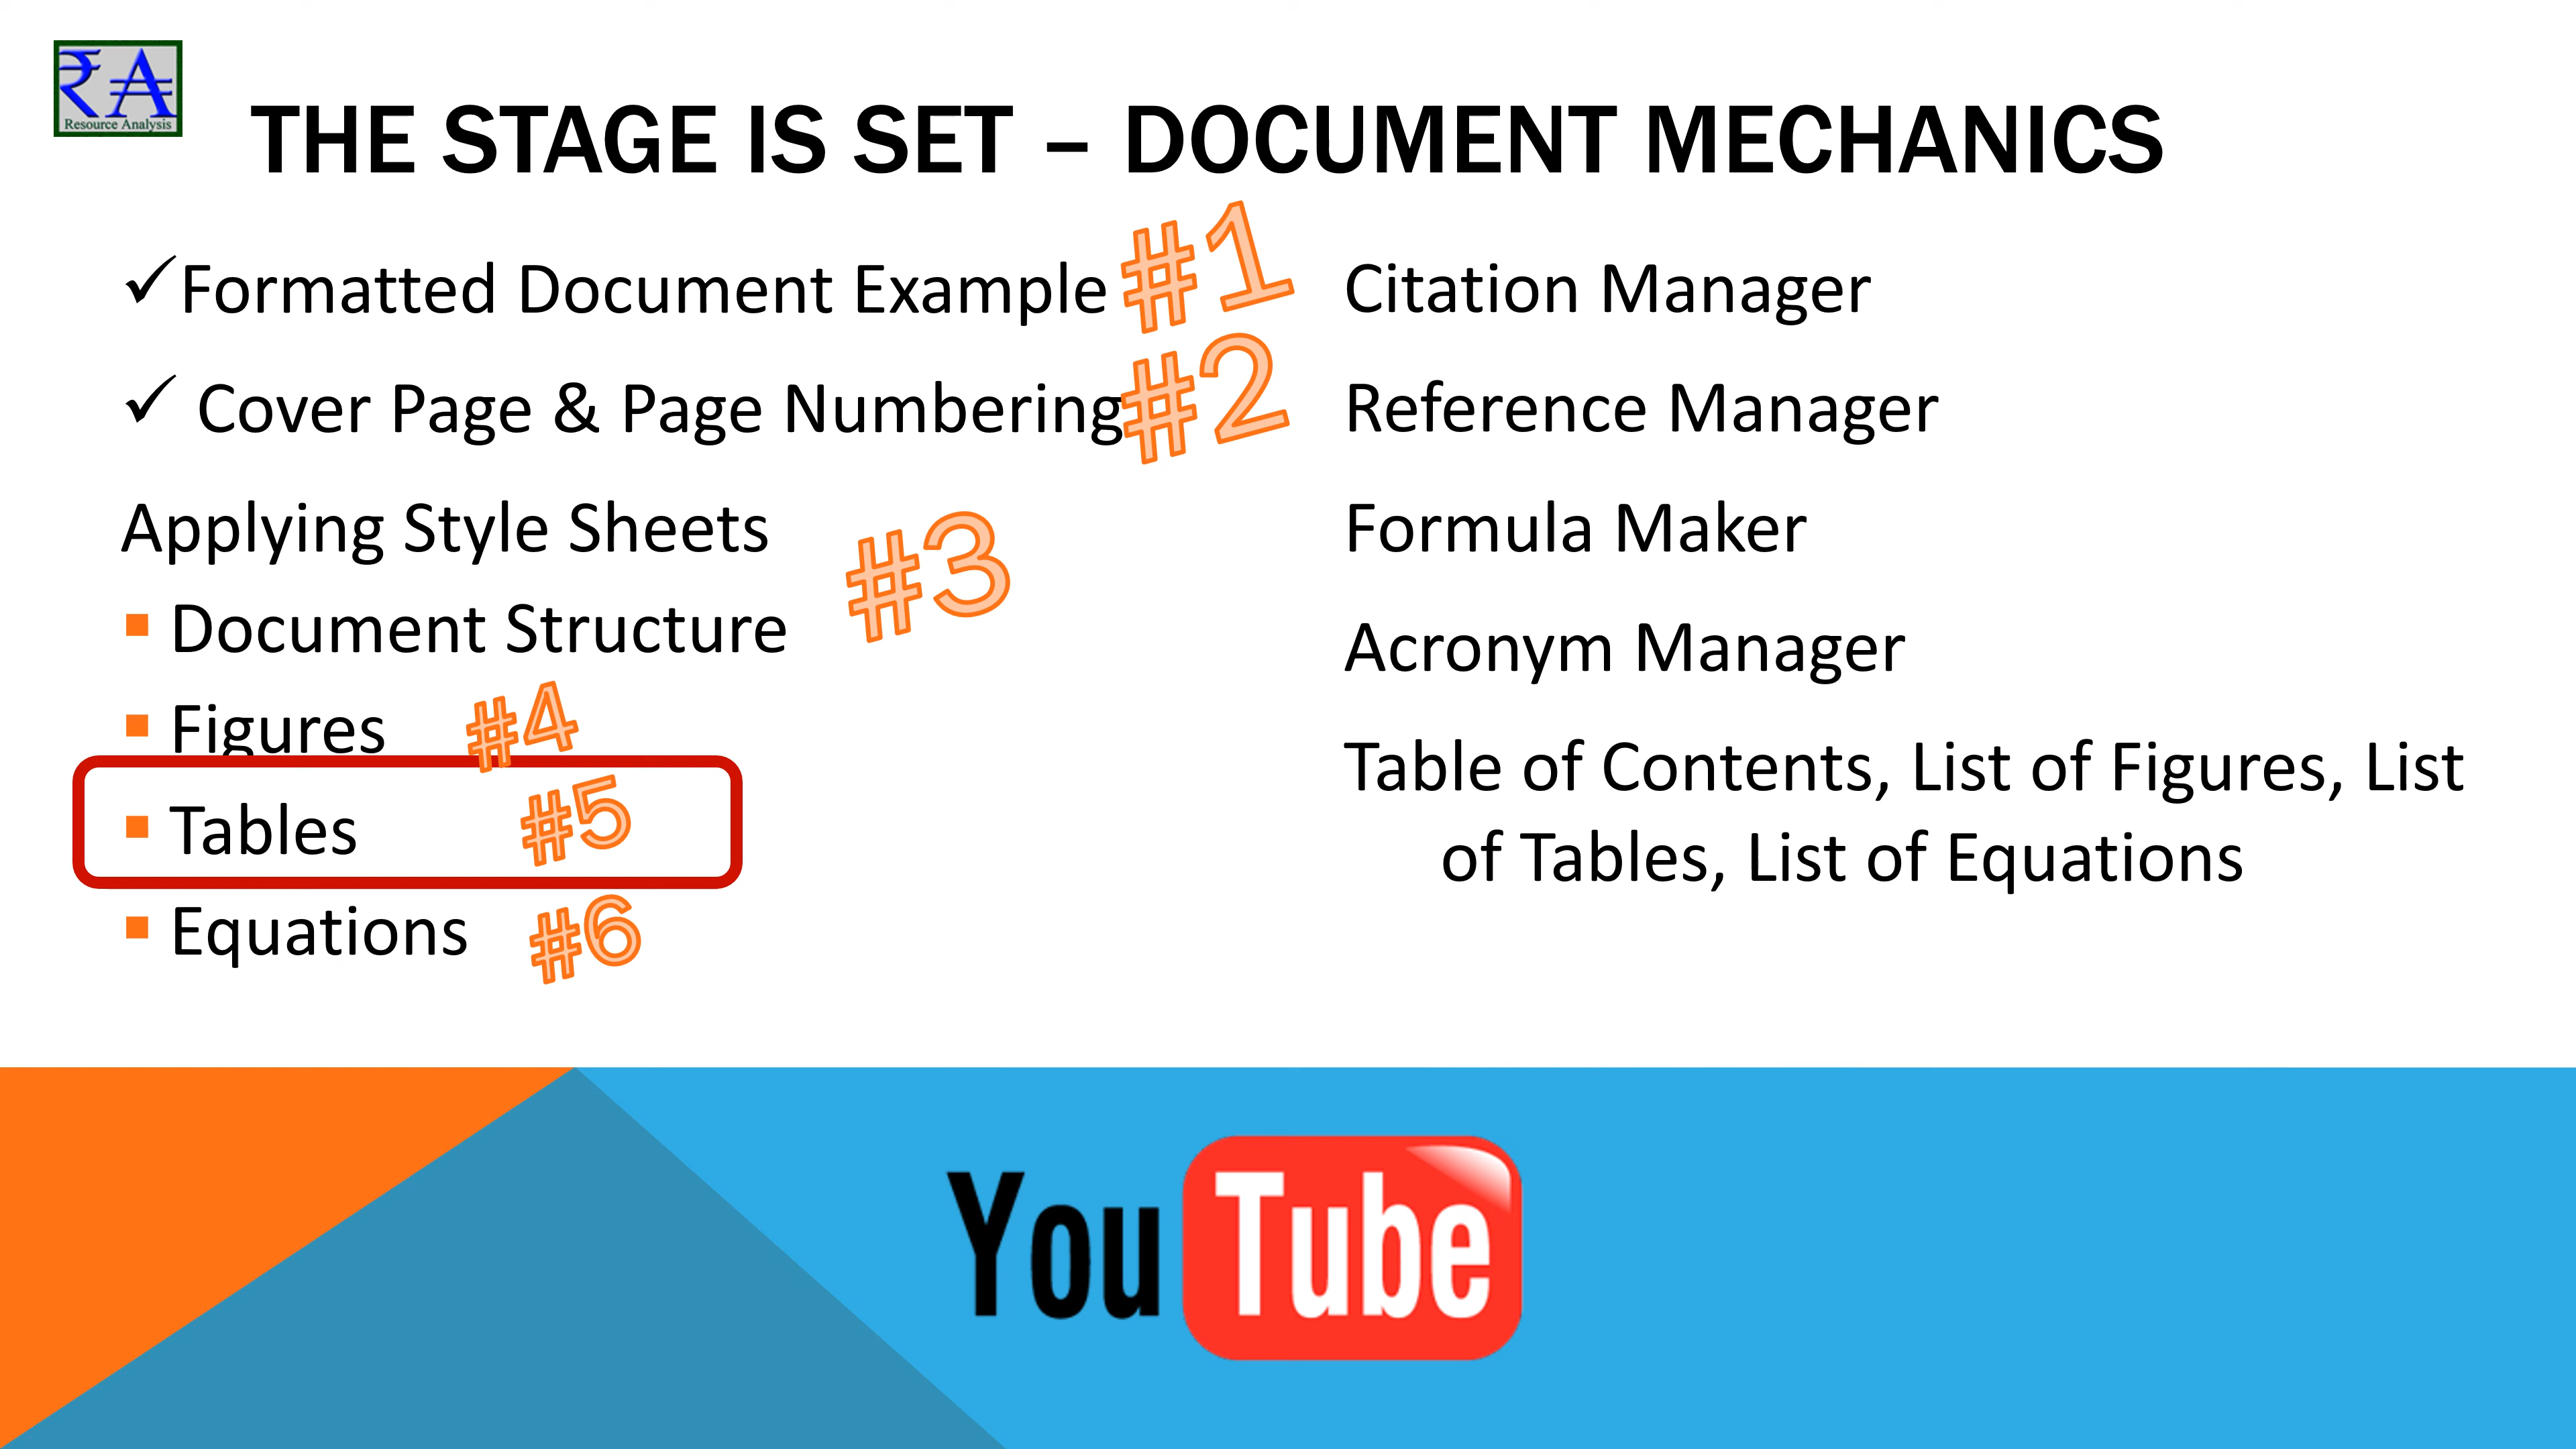 RA
Resource Analysis
THE STAGE IS SET – DOCUMENT MECHANICS
✓Formatted Document Example #1
✓ Cover Page & Page Numbering #2
Applying Style Sheets
▪ Document Structure #3
▪ Figures #4
▪ Tables #5
▪ Equations #6
Citation Manager
Reference Manager
Formula Maker
Acronym Manager
Table of Contents, List of Figures, List
of Tables, List of Equations
YouTube